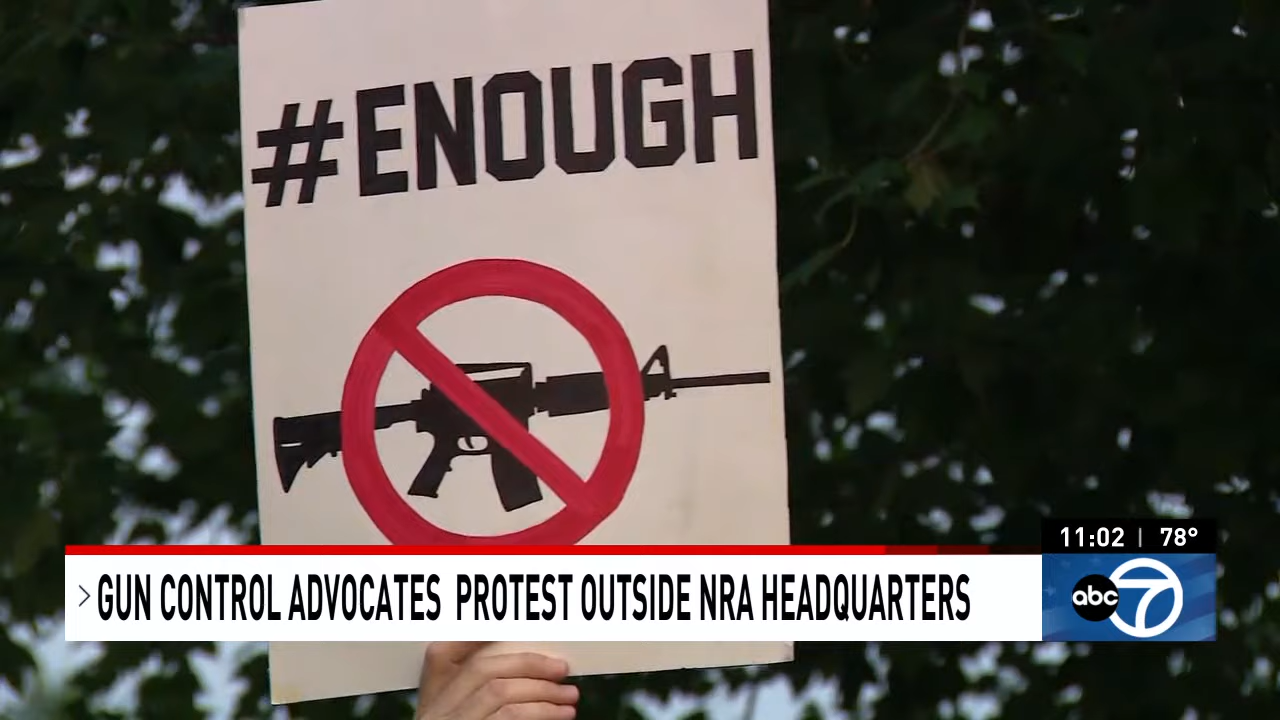 #ENOUGH
11:02 | 78°
> GUN CONTROL ADVOCATES PROTEST OUTSIDE NRA HEADQUARTERS
abc 7